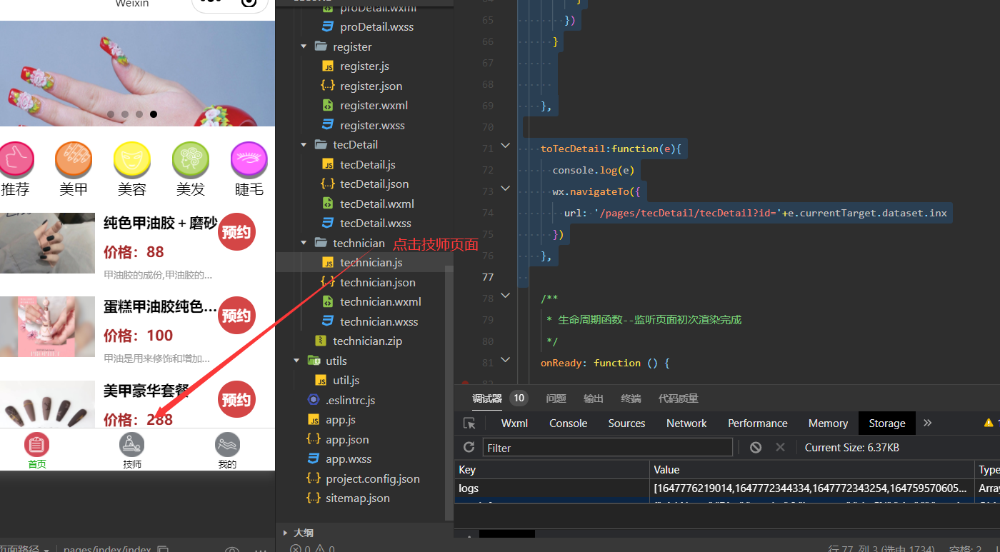 Weixin
推荐
美甲
美容
美发
睫毛
纯色甲油胶＋磨砂
预约
价格：88
甲油胶的成份,甲油胶的...
蛋糕甲油胶纯色...
预约
价格：100
甲油是用来修饰和增加...
美甲豪华套餐
预约
价格：288
首页
技师
我的
页面路径
pages/index/index
proDetail.wxml
proDetail.wxss
register
register.js
register.json
register.wxml
register.wxss
tecDetail
tecDetail.js
tecDetail.json
tecDetail.wxml
tecDetail.wxss
technician
点击技师页面
technician.js
technician.json
technician.wxml
technician.wxss
technician.zip
utils
util.js
.eslintrc.js
app.js
app.json
app.wxss
project.config.json
sitemap.json
大纲
0 0
64 }
65 })
66 }
67
68
69 },
70
71 toTecDetail:function(e){
72 console.log(e)
73 wx.navigateTo({
74 url: '/pages/tecDetail/tecDetail?id='+e.currentTarget.dataset.inx
75 })
76 },
77
78 /**
79 * 生命周期函数--监听页面初次渲染完成
80 */
81 onReady: function () {
调试器 10 问题 输出 终端 代码质量
Wxml Console Sources Network Performance Memory Storage
Filter
Current Size: 6.37KB
Key Value Type
logs [1647776219014,1647772344334,1647772343254,164759570605... Array
行 77, 列 3 (选中 1734) 空格: 2